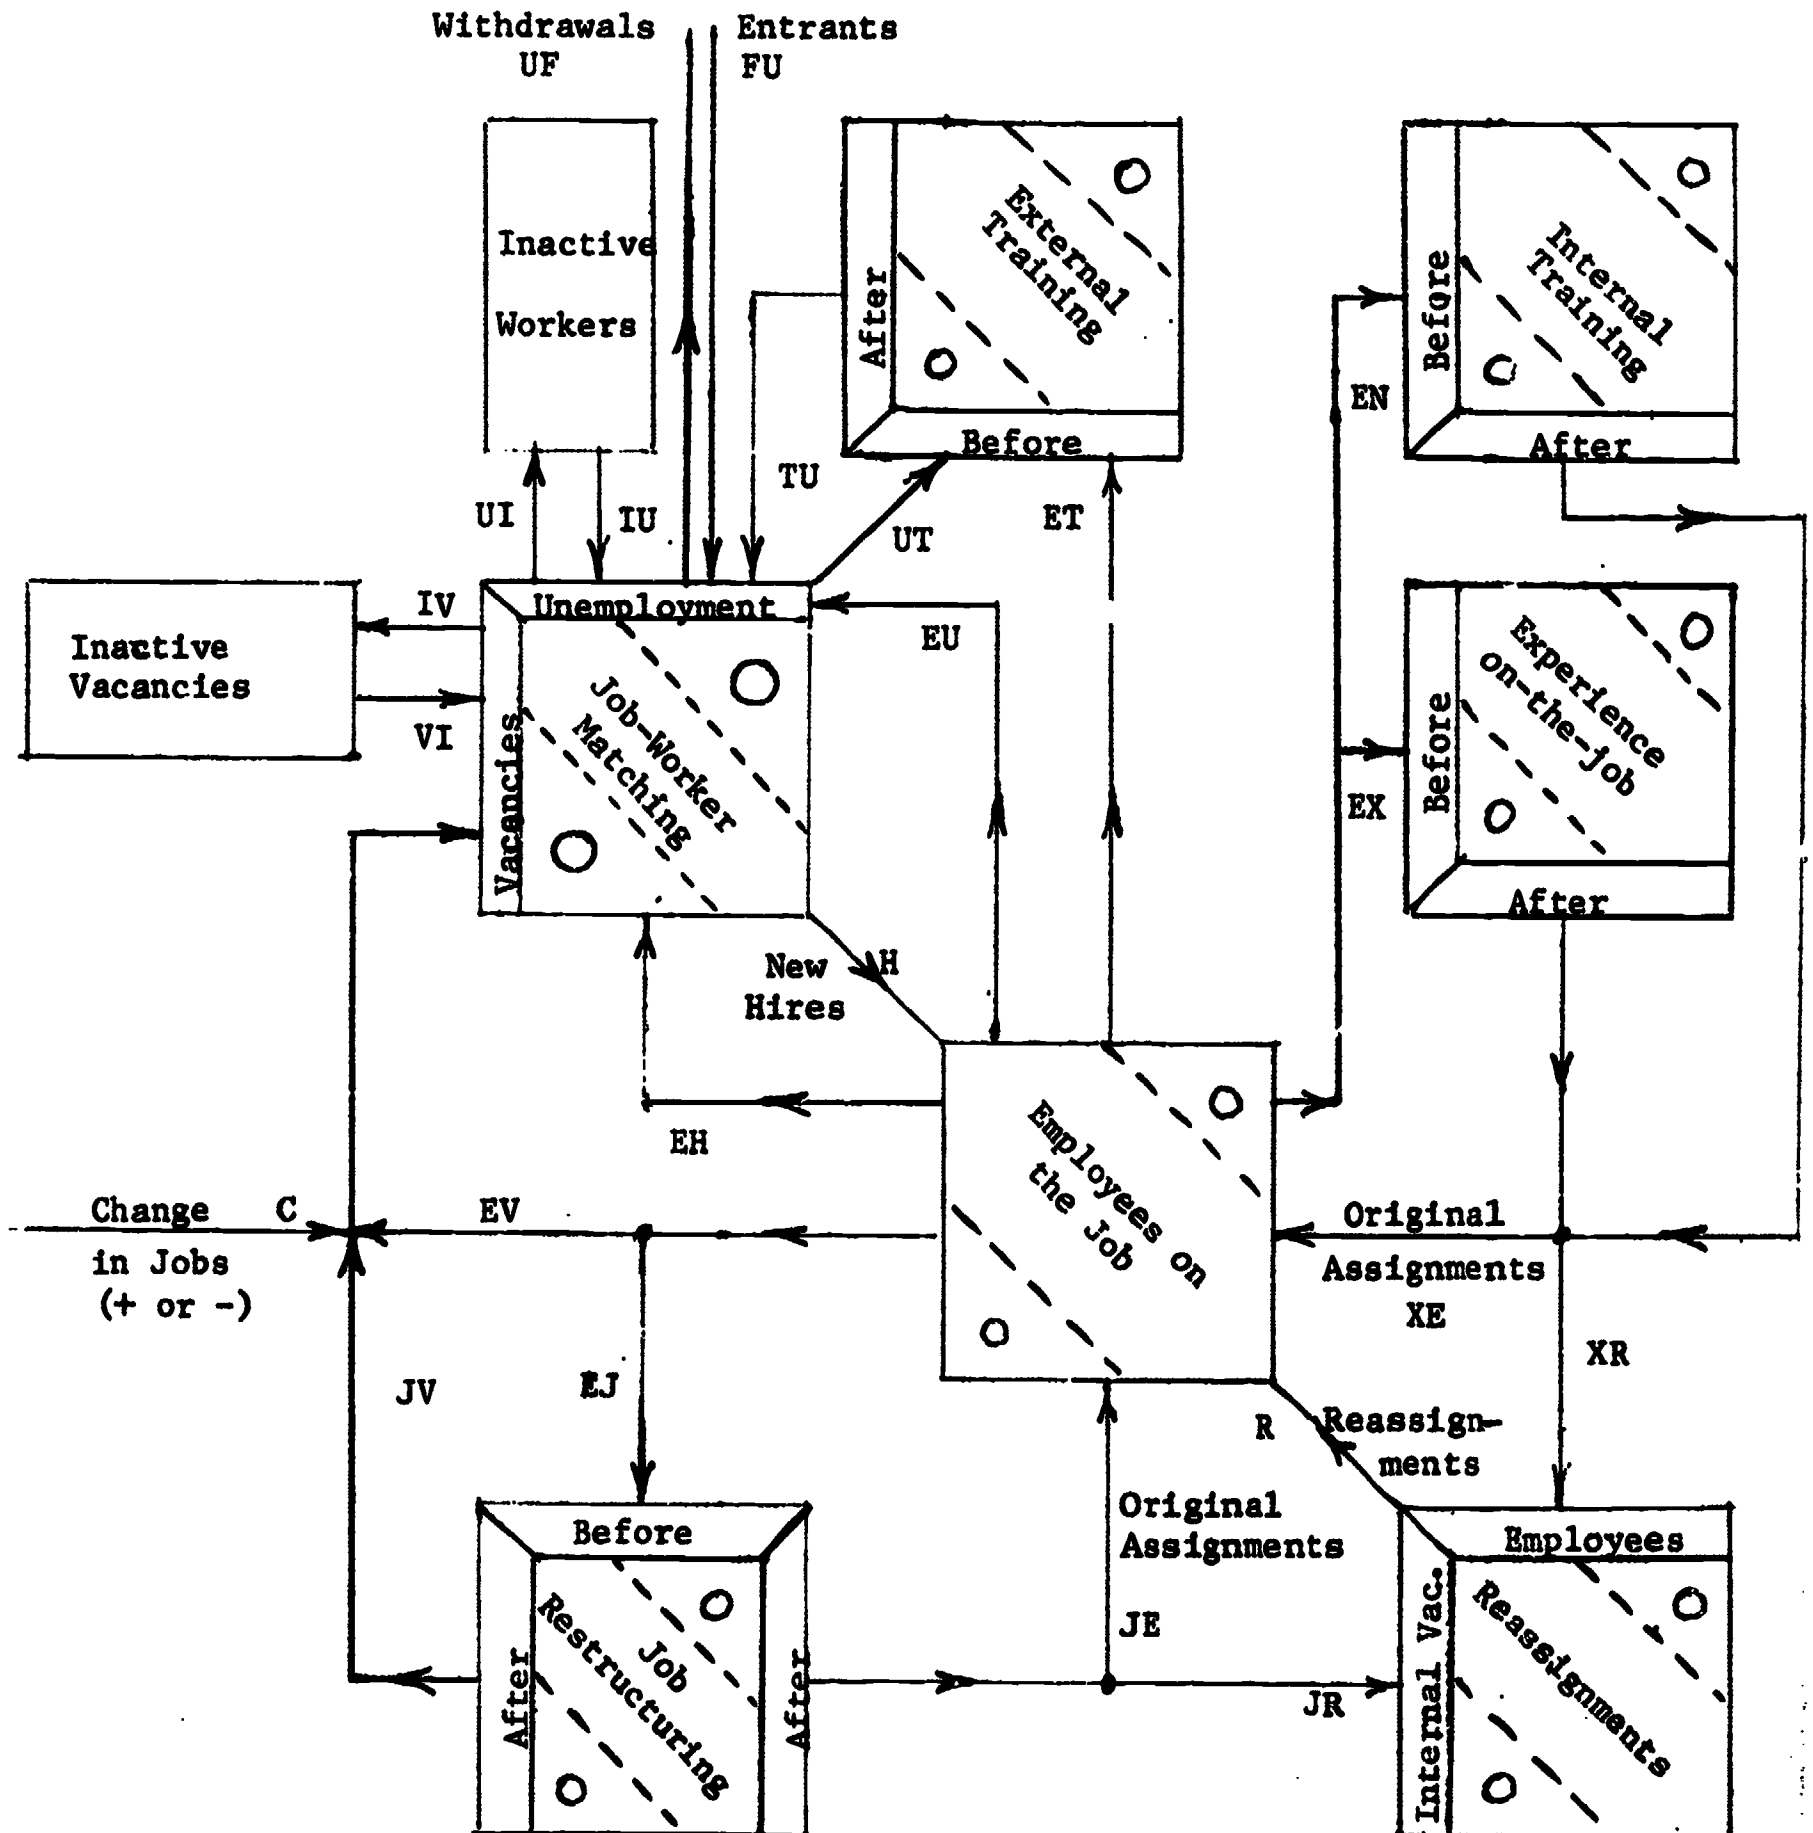 Withdrawals
UF
Entrants
FU
Inactive
Workers
External
Training
After
Before
Internal
Training
Before
After
EN
TU
UI
IU
UT
ET
Inactive
Vacancies
IV
VI
Unemployment
Vacancies
Job-Worker
Matching
EU
Experience
on-the-job
Before
After
EX
New
Hires
H
EH
Employees on
the Job
Change
in Jobs
(+ or -)
C
EV
Original
Assignments
XE
XR
JV
EJ
R
Reassign-
ments
Original
Assignments
JE
Before
After
Job
Restructuring
After
JR
Employees
Internal Vac.
Reassignments